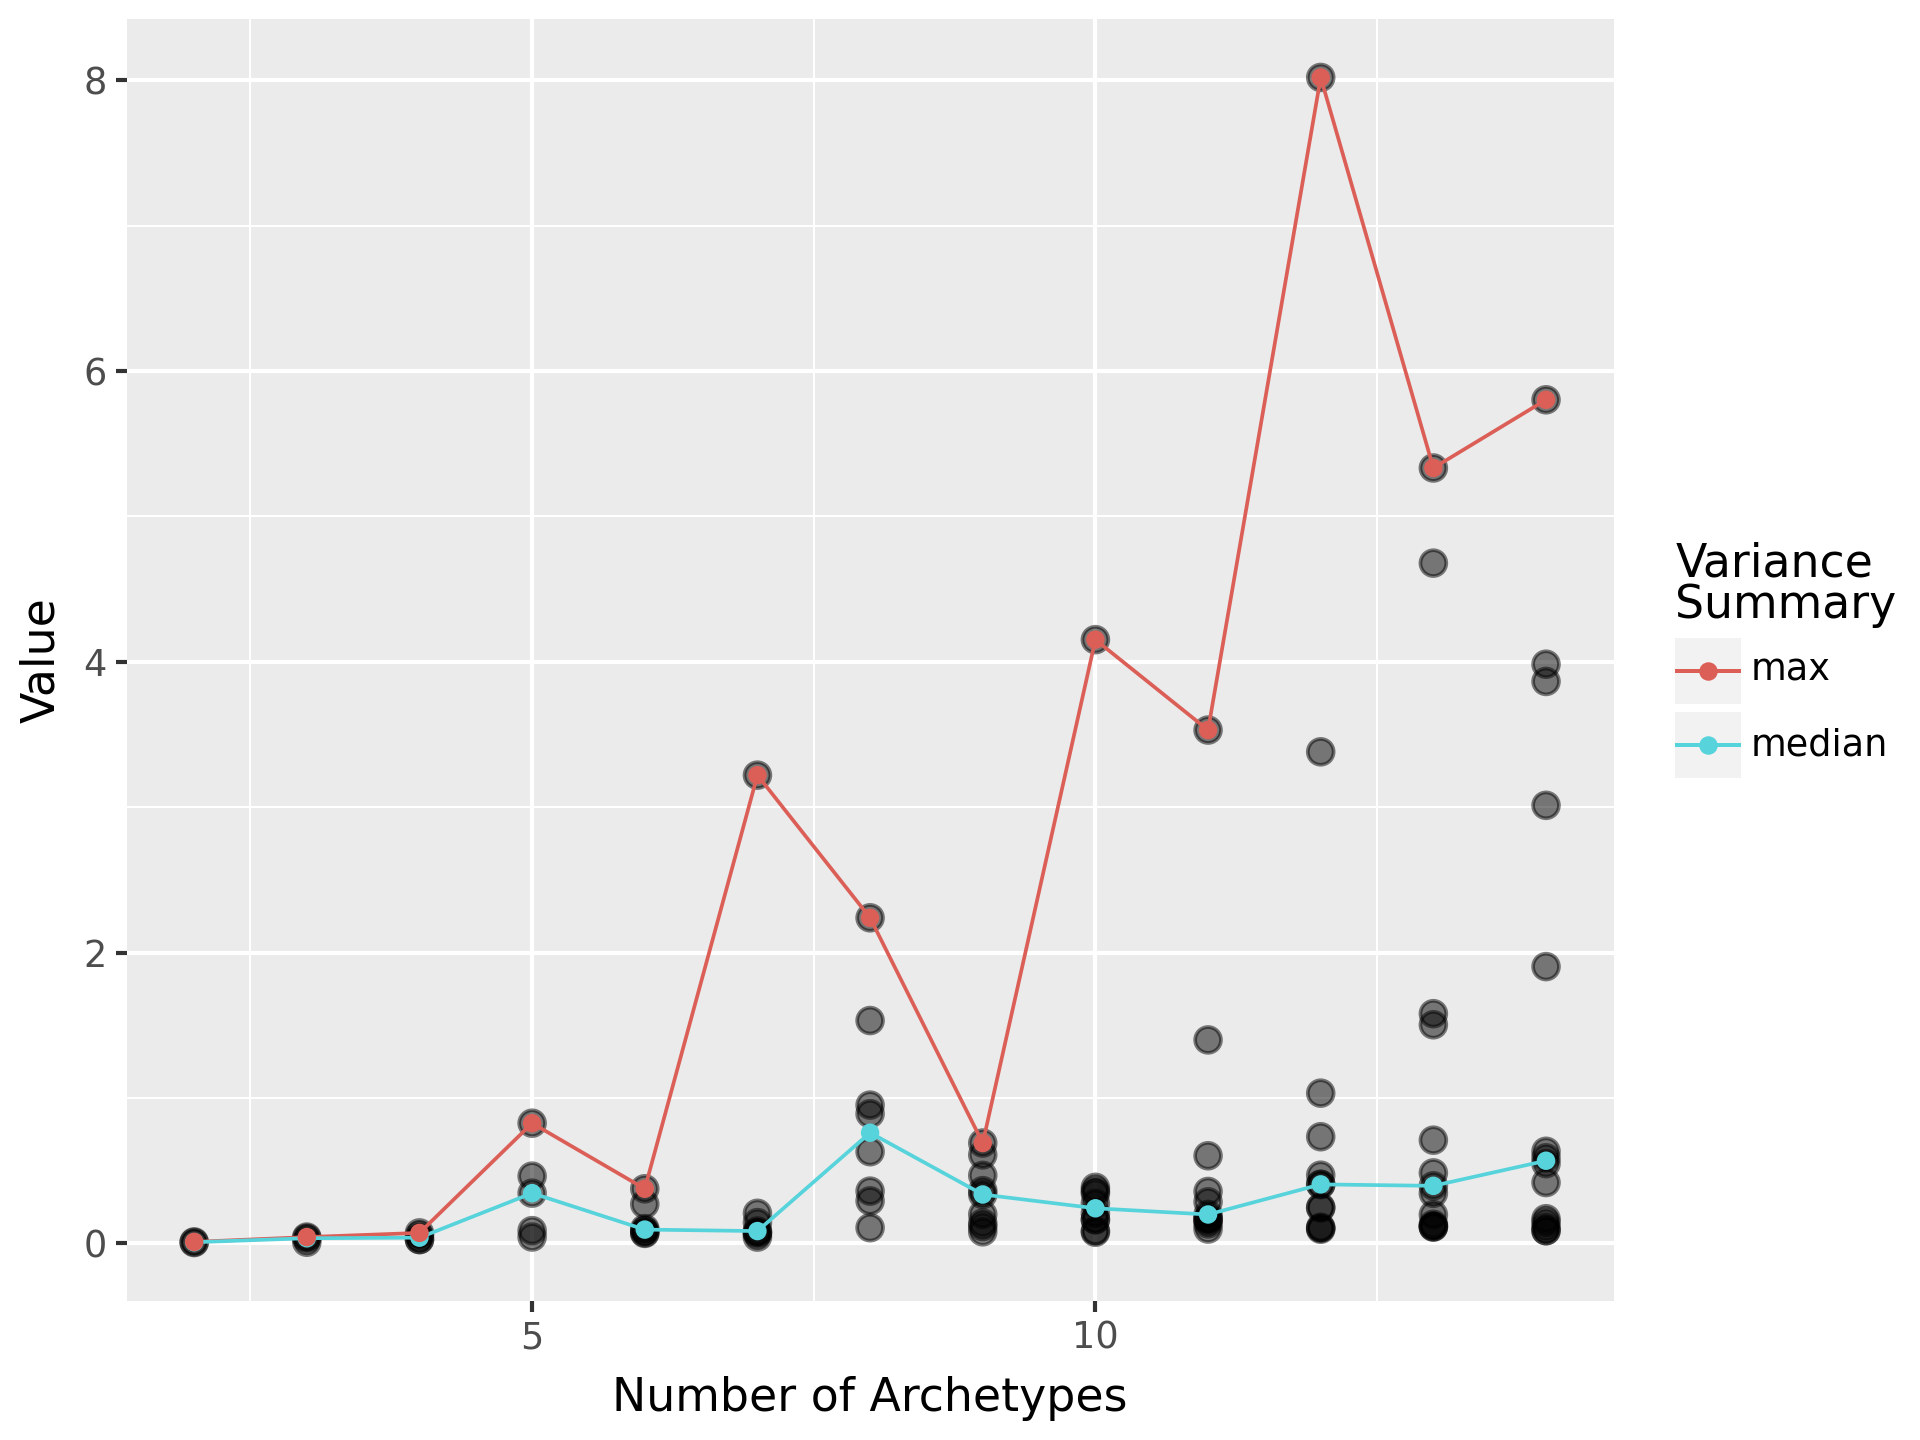 8
6
4
2
0
Value
5
10
Number of Archetypes
Variance
Summary
max
median